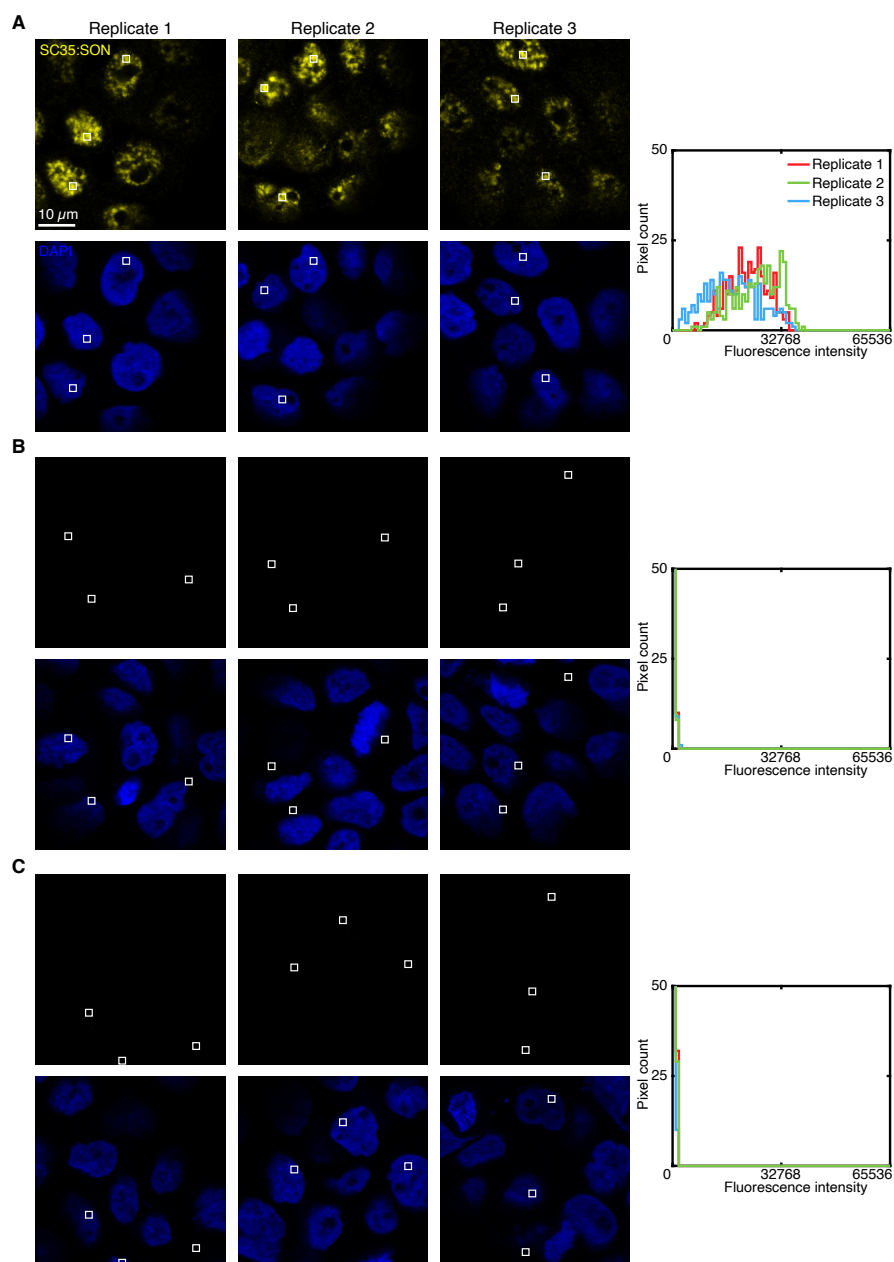 A
Replicate 1
Replicate 2
Replicate 3
SC35:SON
10 µm
DAPI
50
25
0
32768
65536
Pixel count
Fluorescence intensity
Replicate 1
Replicate 2
Replicate 3
B
50
25
0
32768
65536
Pixel count
Fluorescence intensity
C
50
25
0
32768
65536
Pixel count
Fluorescence intensity